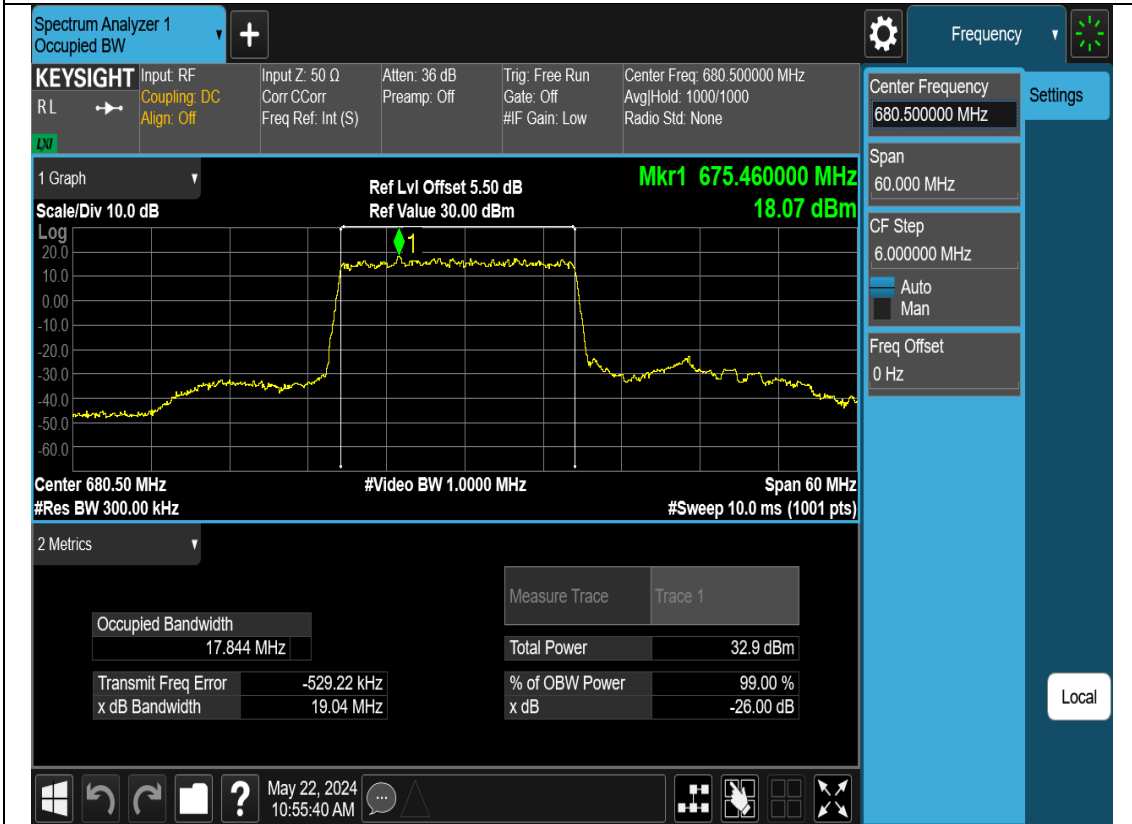 Spectrum Analyzer 1
Occupied BW
+
Frequency
KEYSIGHT
RL
LXI
Input: RF
Coupling: DC
Align: Off
Input Z: 50 Ω
Corr CCorr
Freq Ref: Int (S)
Atten: 36 dB
Preamp: Off
Trig: Free Run
Gate: Off
#IF Gain: Low
Center Freq: 680.500000 MHz
Avg|Hold: 1000/1000
Radio Std: None
Center Frequency
680.500000 MHz
Settings
Span
60.000 MHz
CF Step
6.000000 MHz
Auto
Man
Freq Offset
0 Hz
Local
1 Graph
Scale/Div 10.0 dB
Ref Lvl Offset 5.50 dB
Ref Value 30.00 dBm
Mkr1 675.460000 MHz
18.07 dBm
Log
1
20.0
10.0
0.00
-10.0
-20.0
-30.0
-40.0
-50.0
-60.0
Center 680.50 MHz
#Video BW 1.0000 MHz
Span 60 MHz
#Res BW 300.00 kHz
#Sweep 10.0 ms (1001 pts)
2 Metrics
Measure Trace Trace 1
Occupied Bandwidth
17.844 MHz
Total Power 32.9 dBm
Transmit Freq Error -529.22 kHz
% of OBW Power 99.00 %
x dB Bandwidth 19.04 MHz
x dB -26.00 dB
?
May 22, 2024
10:55:40 AM